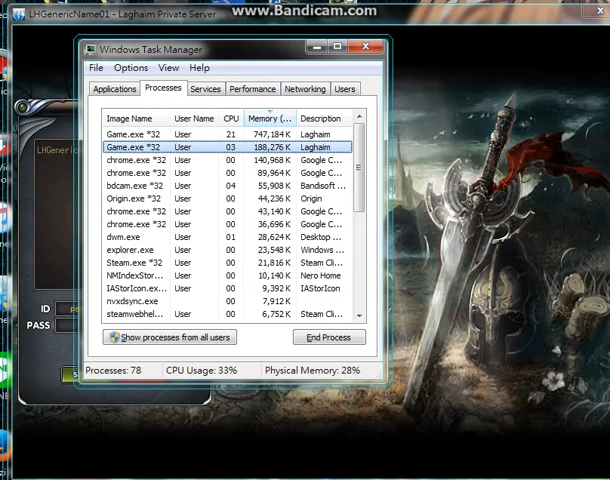 www.Bandicam.com
LHGenericName01 - Laghaim Private Server
Windows Task Manager
File Options View Help
Applications Processes Services Performance Networking Users
Image Name User Name CPU Memory (... Description
Game.exe *32 User 21 747,184 K Laghaim
Game.exe *32 User 03 188,276 K Laghaim
chrome.exe *32 User 00 140,968 K Google C...
chrome.exe *32 User 00 89,964 K Google C...
bdcam.exe *32 User 04 55,908 K Bandisoft ...
Origin.exe *32 User 00 44,236 K Origin
chrome.exe *32 User 00 43,140 K Google C...
chrome.exe *32 User 00 36,696 K Google C...
dwm.exe User 01 28,624 K Desktop ...
explorer.exe User 00 23,548 K Windows ...
Steam.exe *32 User 00 21,816 K Steam Cli...
NMIndexStor... User 00 10,140 K Nero Home
IAStorIcon.ex... User 00 9,392 K IAStorIcon
nvxdsync.exe 00 7,912 K
steamwebhel... User 00 6,752 K Steam Cli...
Show processes from all users End Process
Processes: 78 CPU Usage: 33% Physical Memory: 28%
LHGeneric
ID
PASS